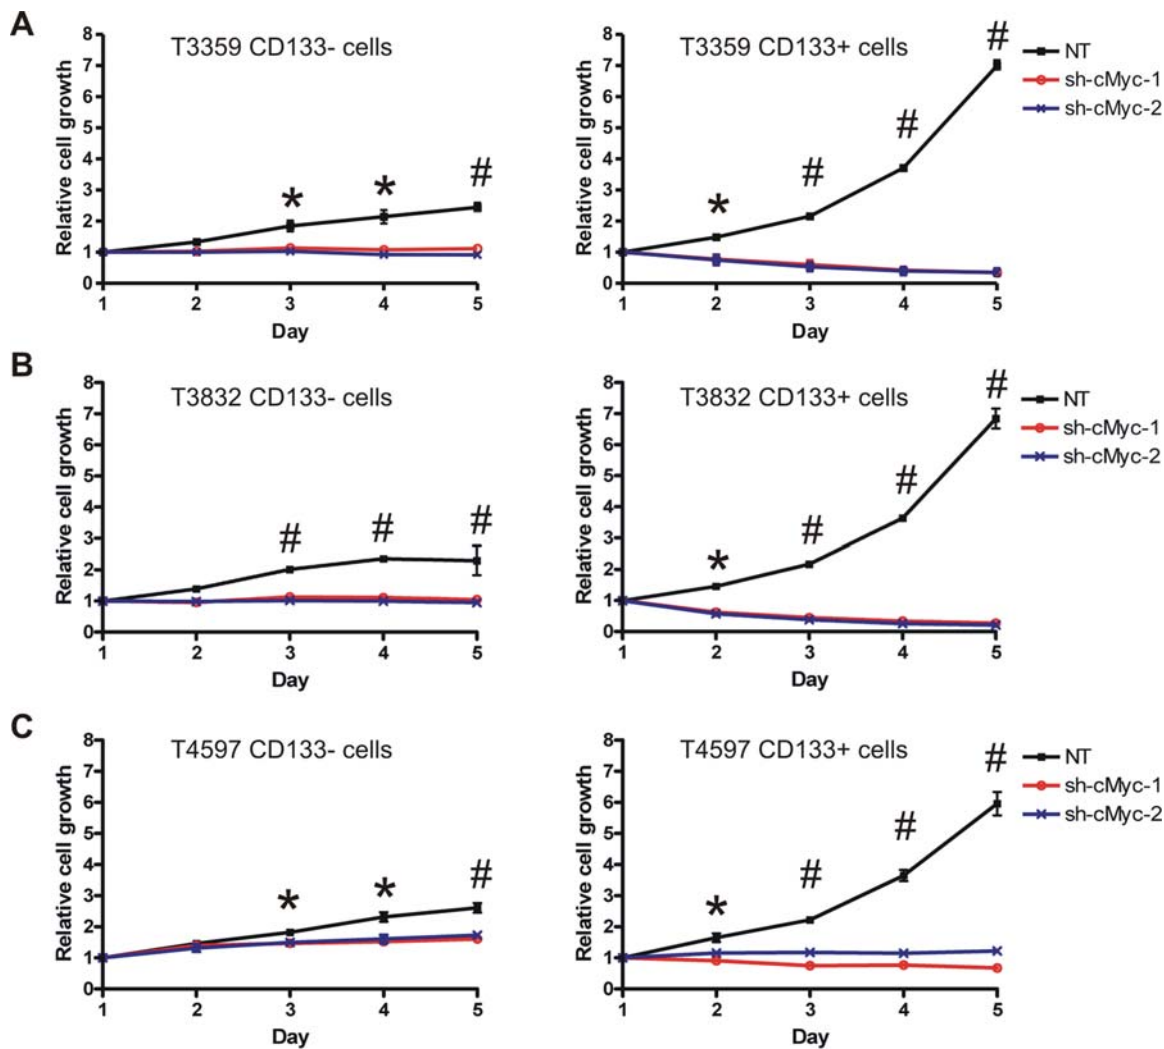 A
T3359 CD133- cells
Relative cell growth
8
7
6
5
4
3
2
1
0
* * #
1 2 3 4 5
Day
T3359 CD133+ cells
Relative cell growth
8
7
6
5
4
3
2
1
0
* # # #
1 2 3 4 5
Day
NT
sh-cMyc-1
sh-cMyc-2
B
T3832 CD133- cells
Relative cell growth
8
7
6
5
4
3
2
1
0
# # #
1 2 3 4 5
Day
T3832 CD133+ cells
Relative cell growth
8
7
6
5
4
3
2
1
0
* # # #
1 2 3 4 5
Day
NT
sh-cMyc-1
sh-cMyc-2
C
T4597 CD133- cells
Relative cell growth
8
7
6
5
4
3
2
1
0
* * #
1 2 3 4 5
Day
T4597 CD133+ cells
Relative cell growth
8
7
6
5
4
3
2
1
0
* # # #
1 2 3 4 5
Day
NT
sh-cMyc-1
sh-cMyc-2